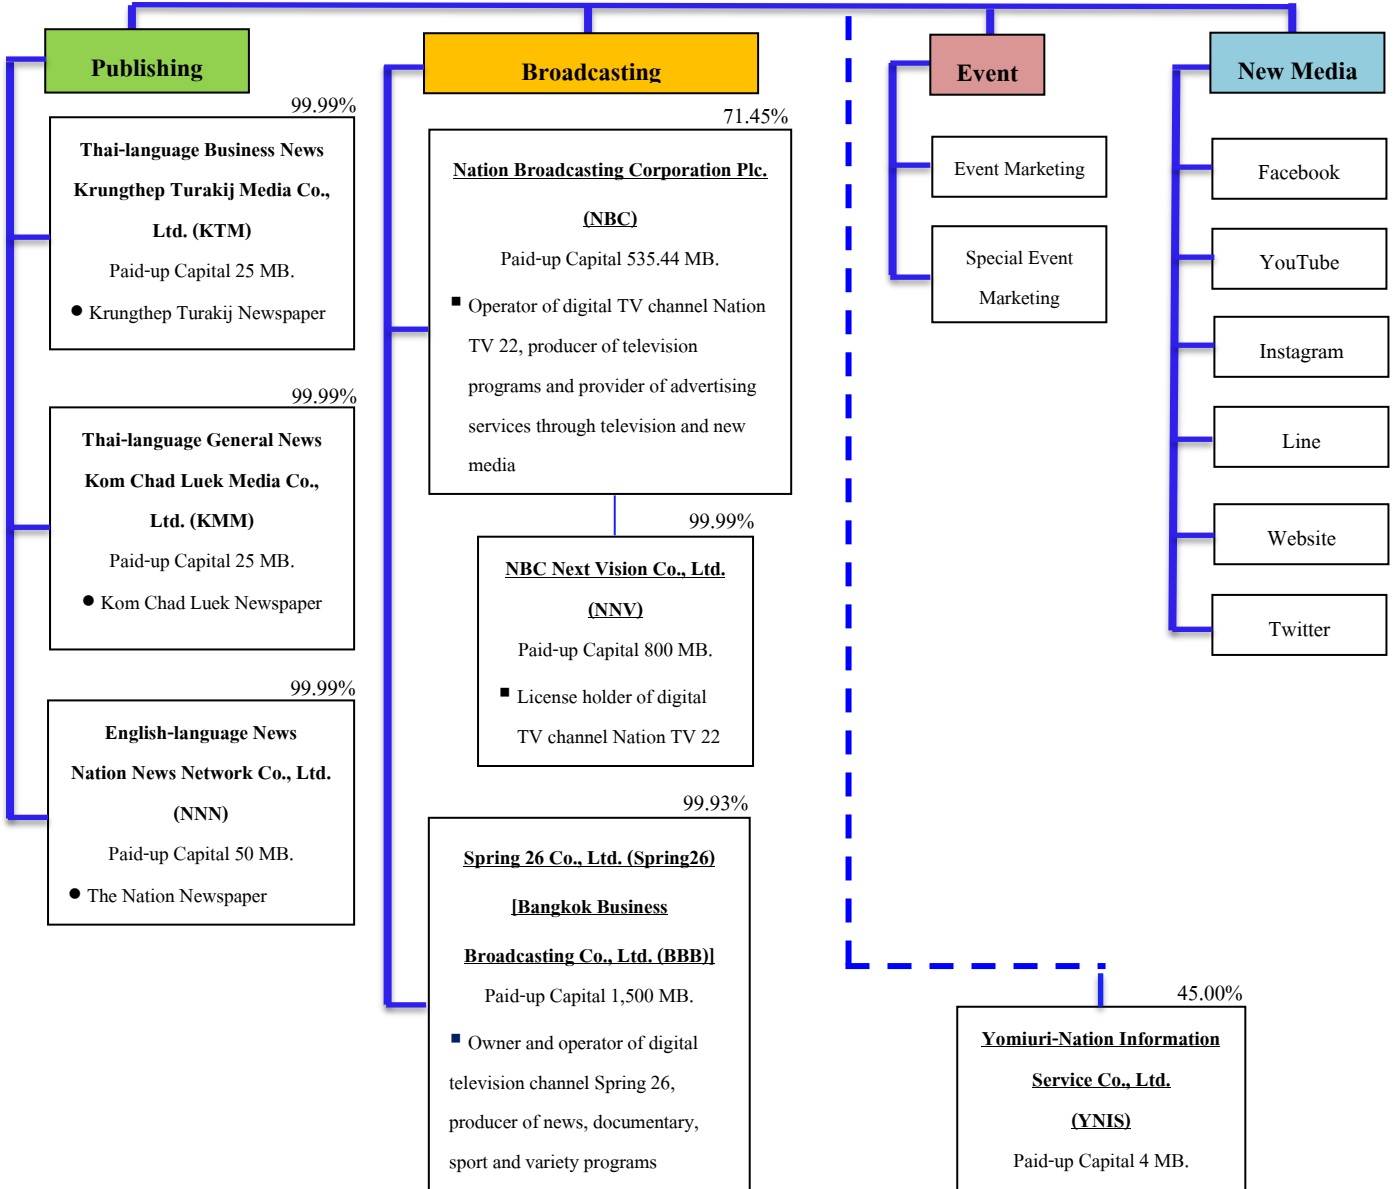 Publishing
99.99%
Thai-language Business News
Krungthep Turakij Media Co.,
Ltd. (KTM)
Paid-up Capital 25 MB.
● Krungthep Turakij Newspaper
99.99%
Thai-language General News
Kom Chad Luek Media Co.,
Ltd. (KMM)
Paid-up Capital 25 MB.
● Kom Chad Luek Newspaper
99.99%
English-language News
Nation News Network Co., Ltd.
(NNN)
Paid-up Capital 50 MB.
● The Nation Newspaper
Broadcasting
71.45%
Nation Broadcasting Corporation Plc.
(NBC)
Paid-up Capital 535.44 MB.
■ Operator of digital TV channel Nation
TV 22, producer of television
programs and provider of advertising
services through television and new
media
99.99%
NBC Next Vision Co., Ltd.
(NNV)
Paid-up Capital 800 MB.
■ License holder of digital
TV channel Nation TV 22
99.93%
Spring 26 Co., Ltd. (Spring26)
[Bangkok Business
Broadcasting Co., Ltd. (BBB)]
Paid-up Capital 1,500 MB.
■ Owner and operator of digital
television channel Spring 26,
producer of news, documentary,
sport and variety programs
Event
Event Marketing
Special Event
Marketing
New Media
Facebook
YouTube
Instagram
Line
Website
Twitter
45.00%
Yomiuri-Nation Information
Service Co., Ltd.
(YNIS)
Paid-up Capital 4 MB.